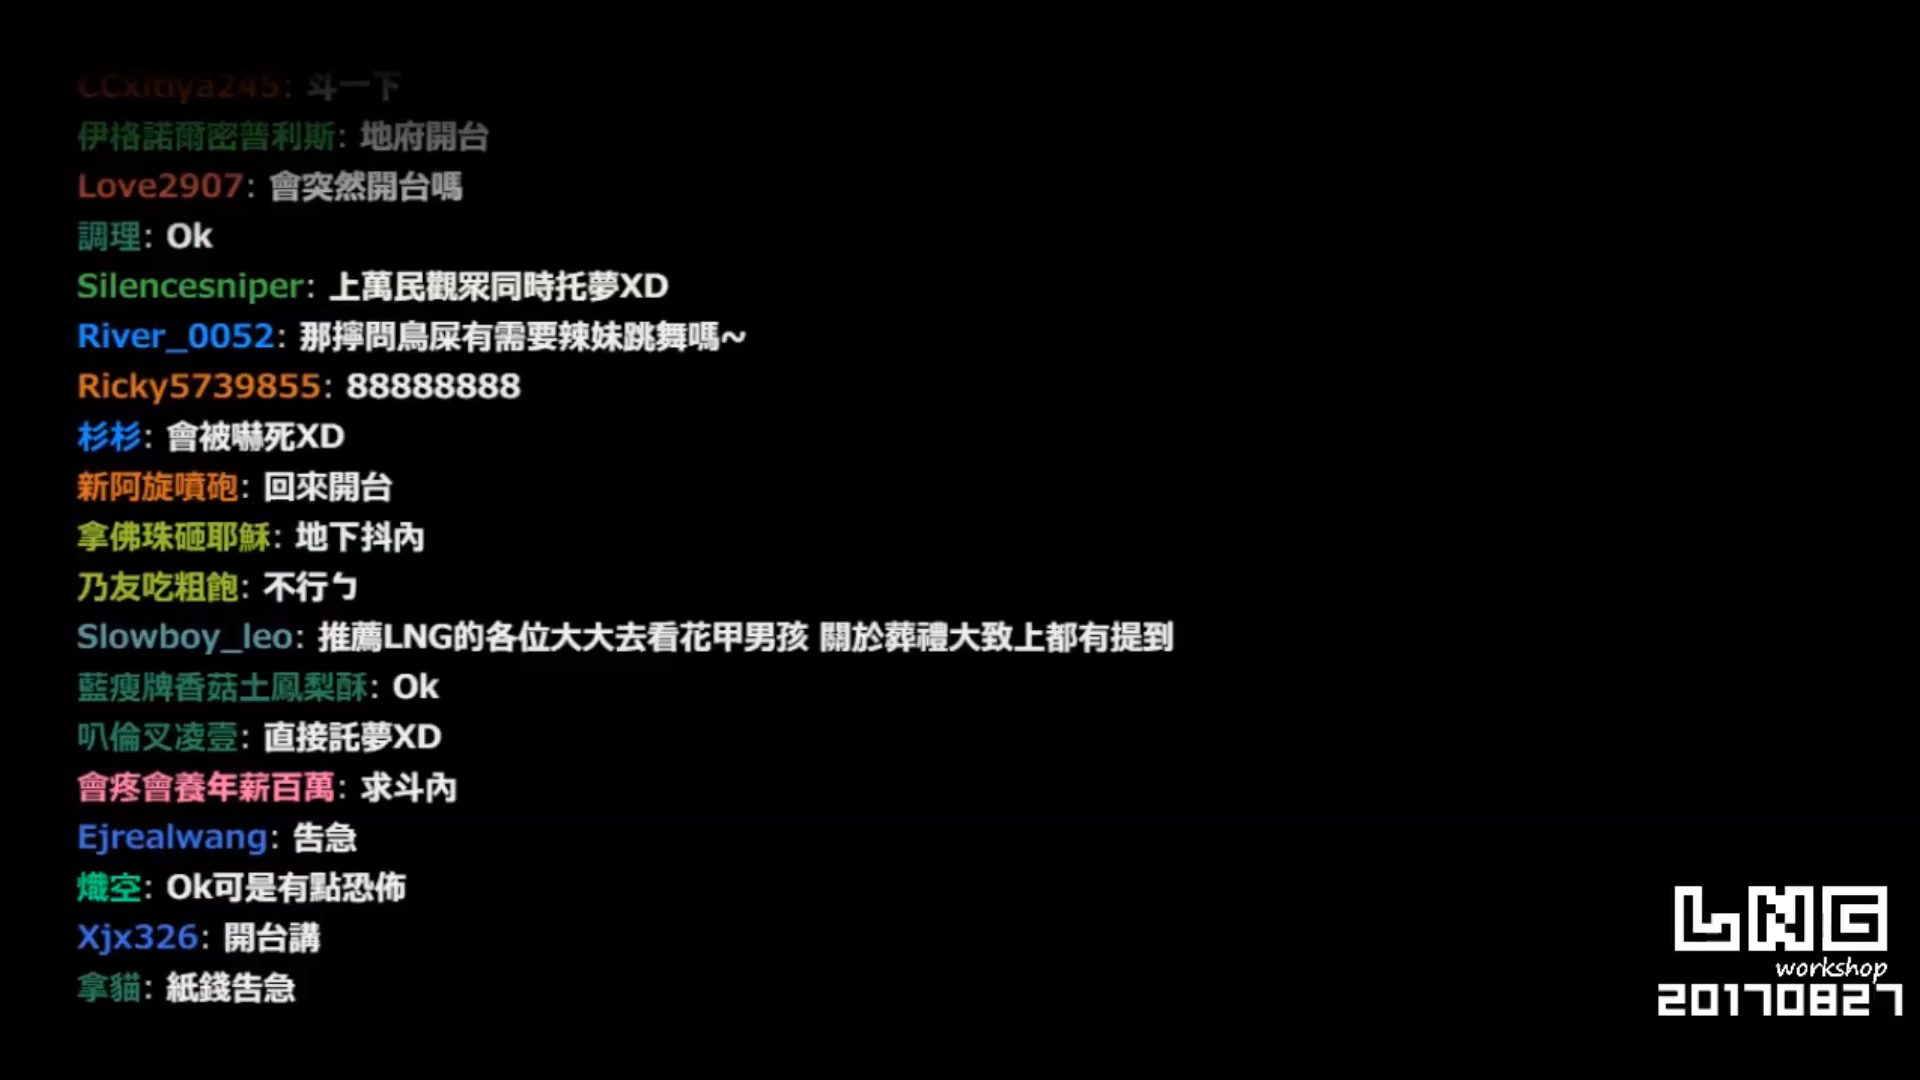 CCxitiya245: 斗一下
伊格諾爾密普利斯: 地府開台
Love2907: 會突然開台嗎
調理: Ok
Silencesniper: 上萬民觀眾同時托夢XD
River_0052: 那擰問鳥屎有需要辣妹跳舞嗎~
Ricky5739855: 88888888
杉杉: 會被嚇死XD
新阿旋噴砲: 回來開台
拿佛珠砸耶穌: 地下抖內
乃友吃粗飽: 不行ㄅ
Slowboy_leo: 推薦LNG的各位大大去看花甲男孩 關於葬禮大致上都有提到
藍瘦牌香菇土鳳梨酥: Ok
叭倫叉凌壹: 直接託夢XD
會疼會養年薪百萬: 求斗內
Ejrealwang: 告急
熾空: Ok可是有點恐佈
Xjx326: 開台講
拿貓: 紙錢告急
LNG
workshop
20170827